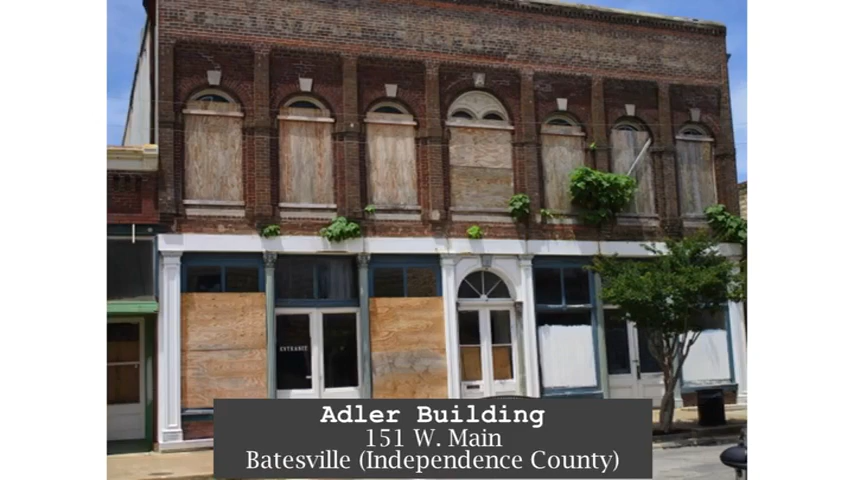 ENTRANCE
Adler Building
151 W. Main
Batesville (Independence County)